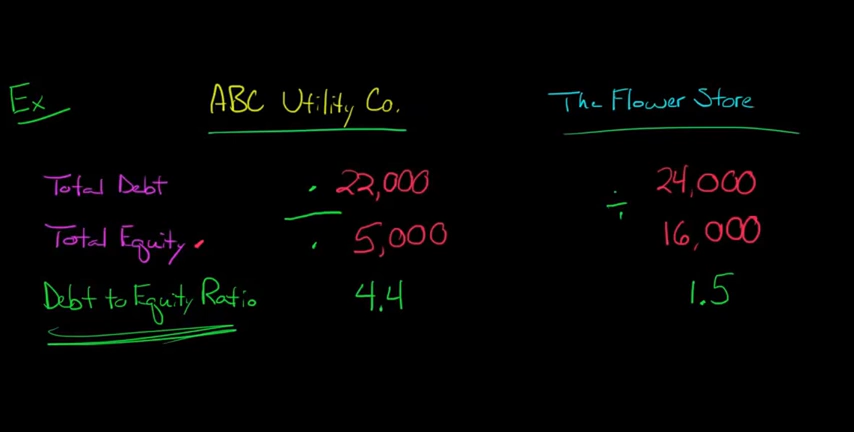 Ex ABC Utility Co. The Flower Store
Total Debt 22,000 24,000
÷ ÷
Total Equity 5,000 16,000
Debt to Equity Ratio 4.4 1.5